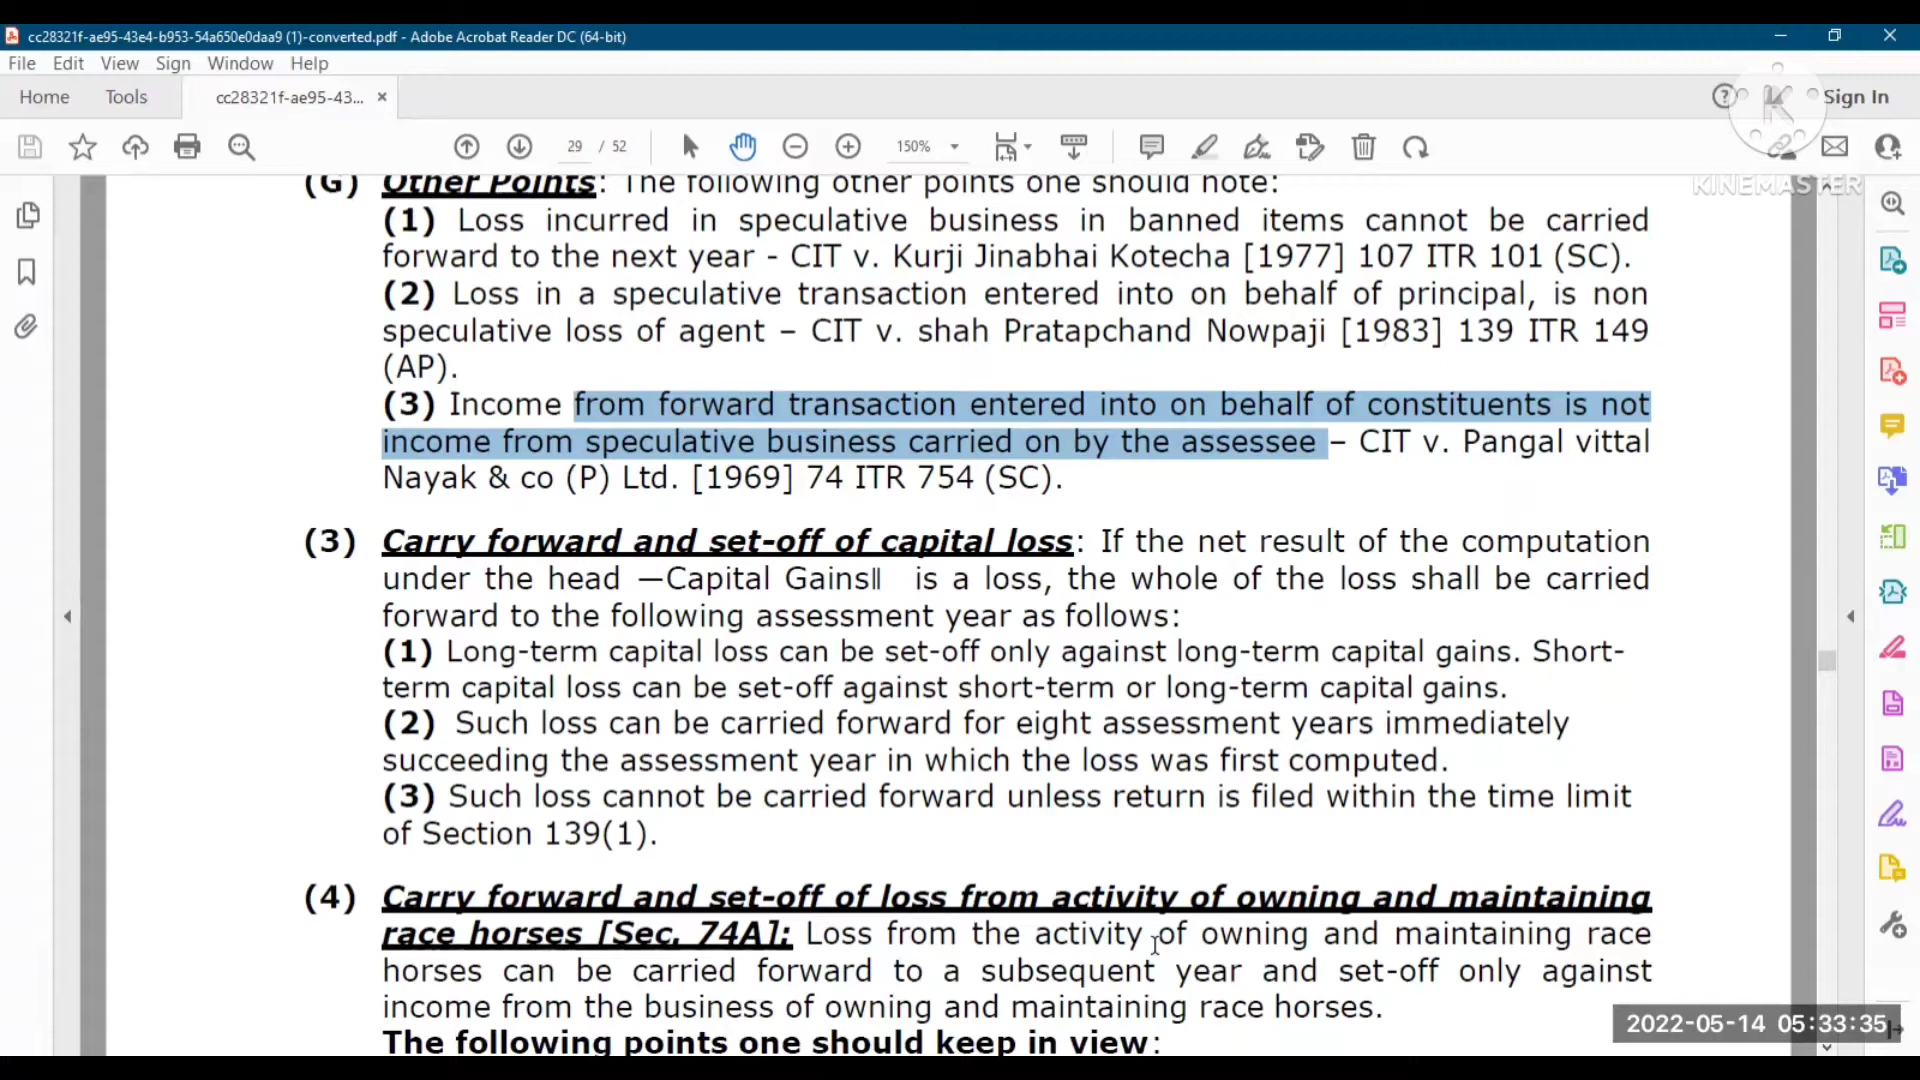 cc28321f-ae95-43e4-b953-54a650e0daa9 (1)-converted.pdf - Adobe Acrobat Reader DC (64-bit)
File Edit View Sign Window Help
Home Tools cc28321f-ae95-43... × Sign In
29 / 52 150%
KINEMASTER
(G) Other Points: The following other points one should note:
(1) Loss incurred in speculative business in banned items cannot be carried
forward to the next year - CIT v. Kurji Jinabhai Kotecha [1977] 107 ITR 101 (SC).
(2) Loss in a speculative transaction entered into on behalf of principal, is non
speculative loss of agent – CIT v. shah Pratapchand Nowpaji [1983] 139 ITR 149
(AP).
(3) Income from forward transaction entered into on behalf of constituents is not
income from speculative business carried on by the assessee – CIT v. Pangal vittal
Nayak & co (P) Ltd. [1969] 74 ITR 754 (SC).
(3) Carry forward and set-off of capital loss: If the net result of the computation
under the head ―Capital Gains‖ is a loss, the whole of the loss shall be carried
forward to the following assessment year as follows:
(1) Long-term capital loss can be set-off only against long-term capital gains. Short-
term capital loss can be set-off against short-term or long-term capital gains.
(2) Such loss can be carried forward for eight assessment years immediately
succeeding the assessment year in which the loss was first computed.
(3) Such loss cannot be carried forward unless return is filed within the time limit
of Section 139(1).
(4) Carry forward and set-off of loss from activity of owning and maintaining
race horses [Sec. 74A]: Loss from the activity of owning and maintaining race
horses can be carried forward to a subsequent year and set-off only against
income from the business of owning and maintaining race horses.
The following points one should keep in view:
2022-05-14 05:33:35